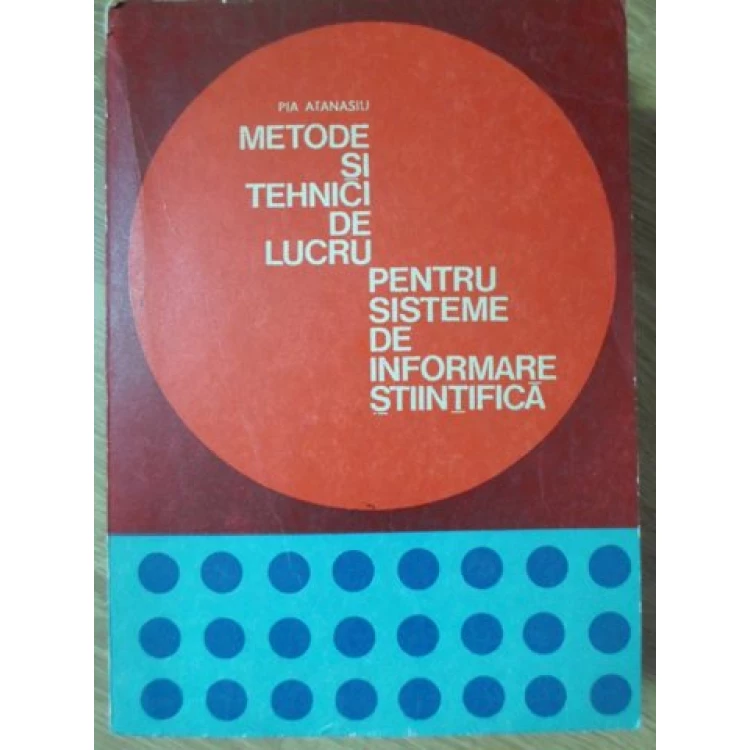 PIA ATANASIU
METODE
ȘI
TEHNICI
DE
LUCRU
PENTRU
SISTEME
DE
INFORMARE
ȘTIINȚIFICĂ